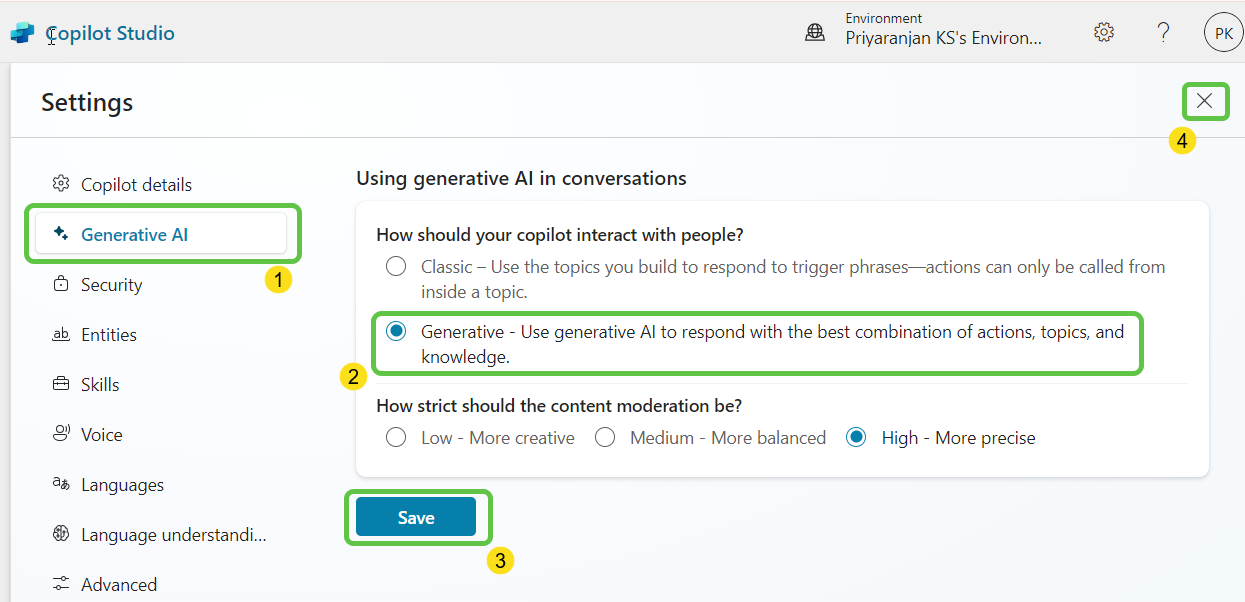 Copilot Studio
Environment
Priyaranjan KS's Environ...
?
PK
Settings
4
Copilot details
Generative AI
1
Security
ab Entities
Skills
Voice
Languages
Language understandi...
Advanced
Using generative AI in conversations
How should your copilot interact with people?
Classic – Use the topics you build to respond to trigger phrases—actions can only be called from
inside a topic.
Generative - Use generative AI to respond with the best combination of actions, topics, and
knowledge.
2
How strict should the content moderation be?
Low - More creative
Medium - More balanced
High - More precise
Save
3